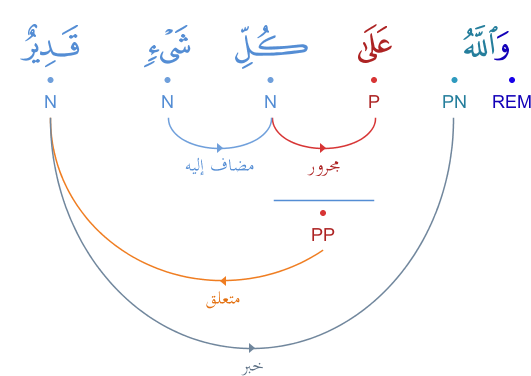 وَٱللَّهُ عَلَىٰ كُلِّ شَىْءٍ قَدِيرٌ
REM PN P N N N
مجرور مضاف إليه
PP
متعلق
خبر